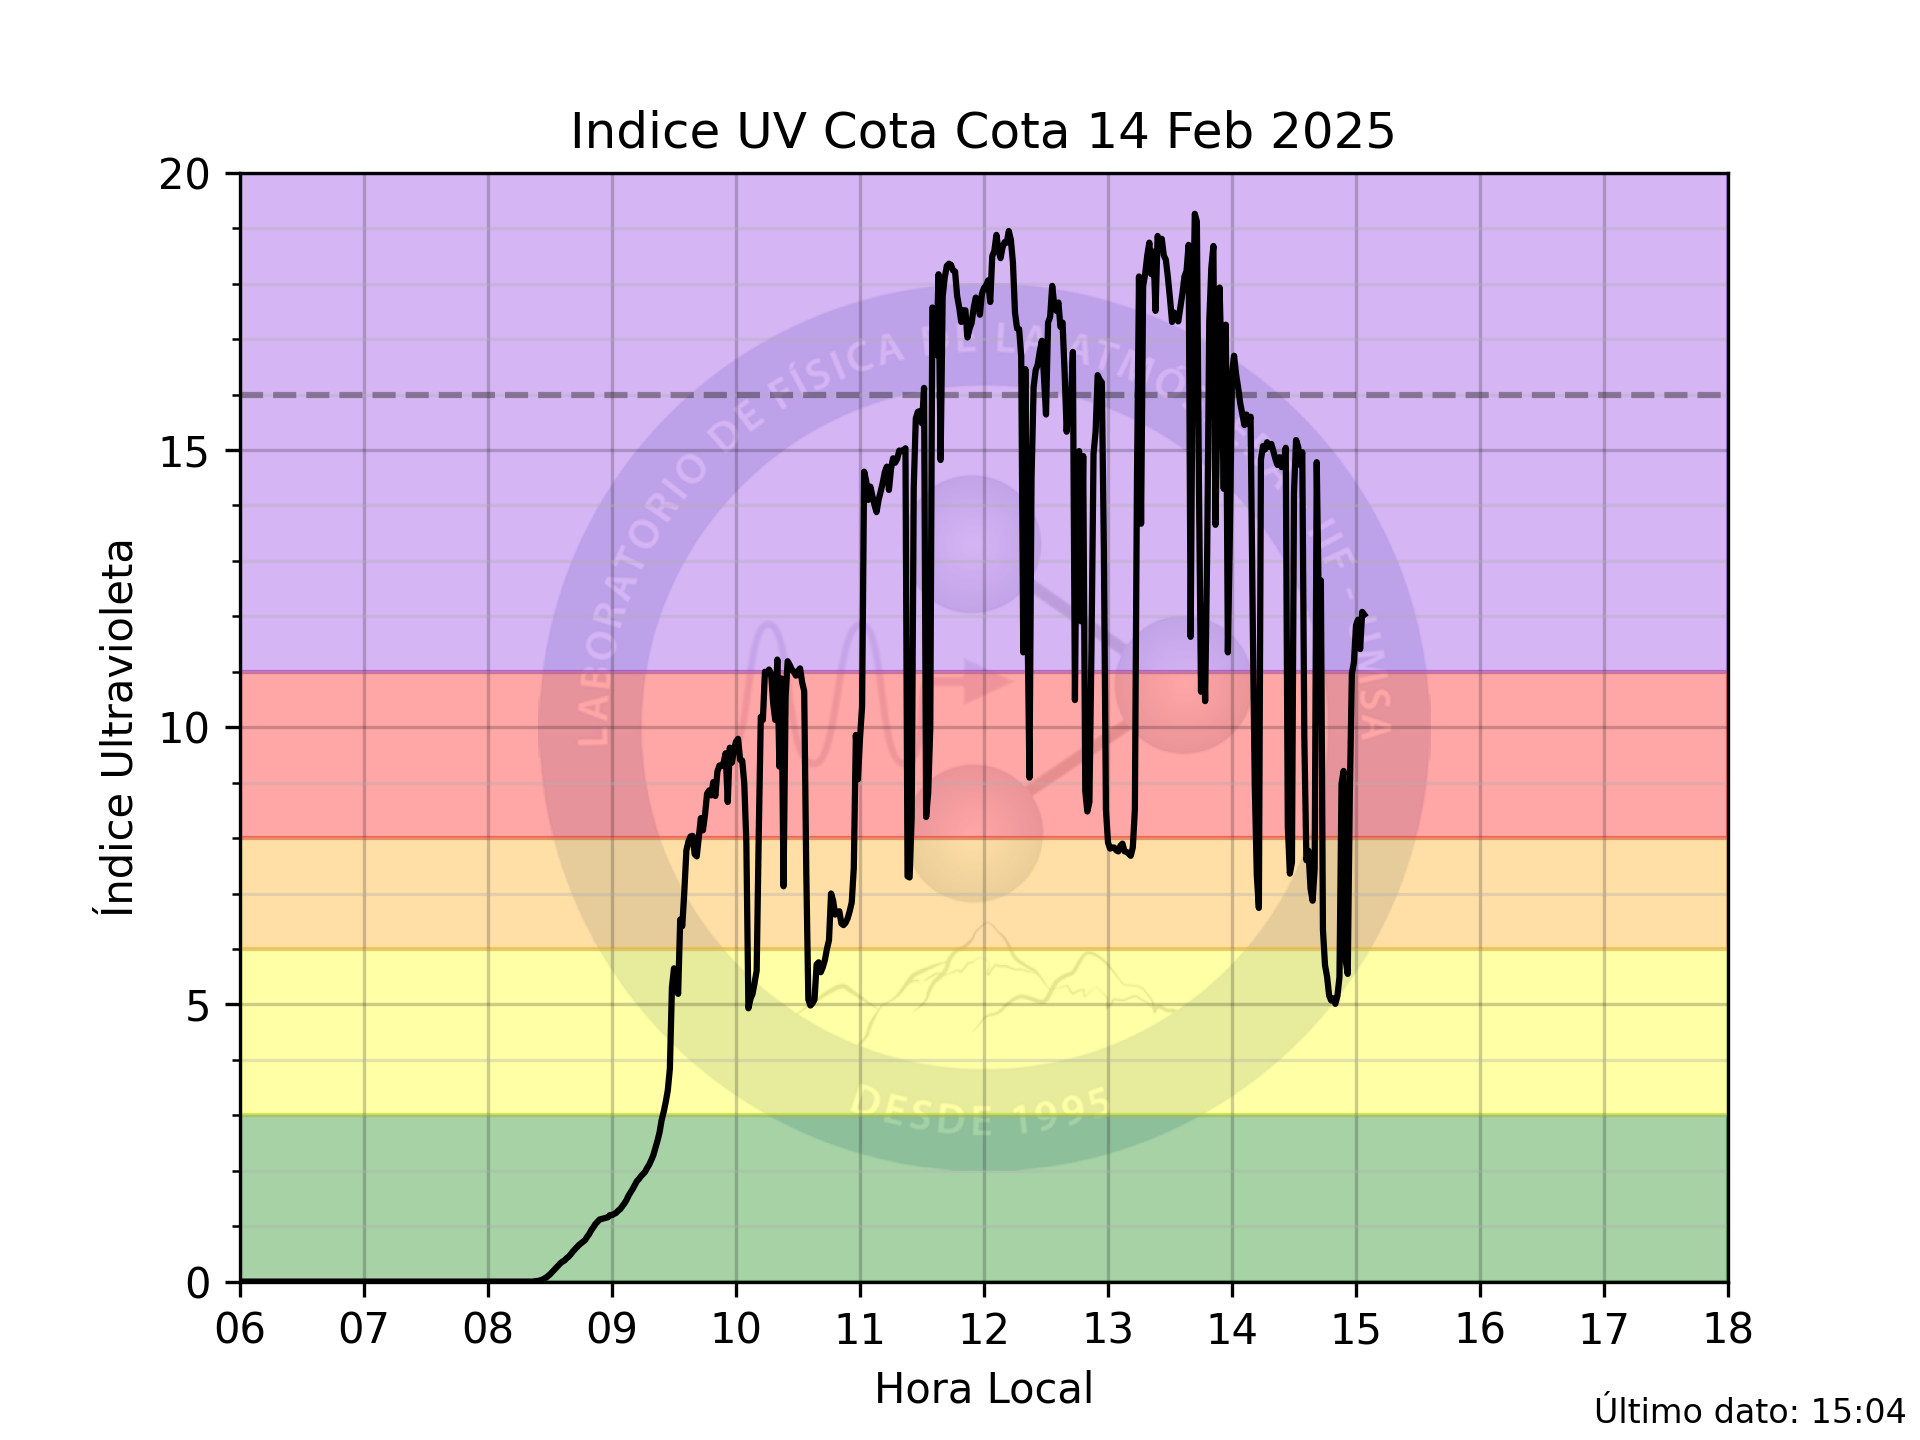 Indice UV Cota Cota 14 Feb 2025
20
15
10
5
0
Índice Ultravioleta
LABORATORIO DE FÍSICA DE LA
DESDE 1995
06 07 08 09 10 11 12 13 14 15 16 17 18
Hora Local
Último dato: 15:04